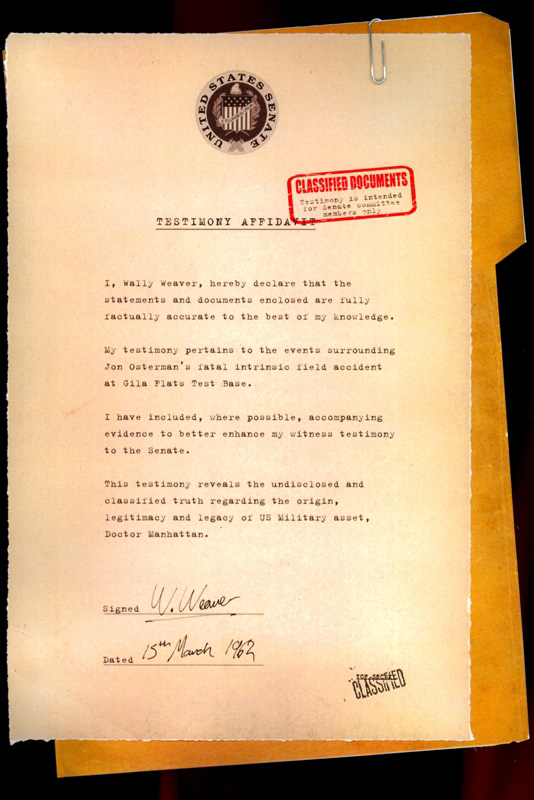 UNITED STATES SENATE
CLASSIFIED DOCUMENTS
Testimony is intended
for Senate committee
members only
TESTIMONY AFFIDAVIT
I, Wally Weaver, hereby declare that the
statements and documents enclosed are fully
factually accurate to the best of my knowledge.
My testimony pertains to the events surrounding
Jon Osterman's fatal intrinsic field accident
at Gila Flats Test Base.
I have included, where possible, accompanying
evidence to better enhance my witness testimony
to the Senate.
This testimony reveals the undisclosed and
classified truth regarding the origin,
legitimacy and legacy of US Military asset,
Doctor Manhattan.
Signed W. Weaver
Dated 15th March 1962
TOP SECRET
CLASSIFIED